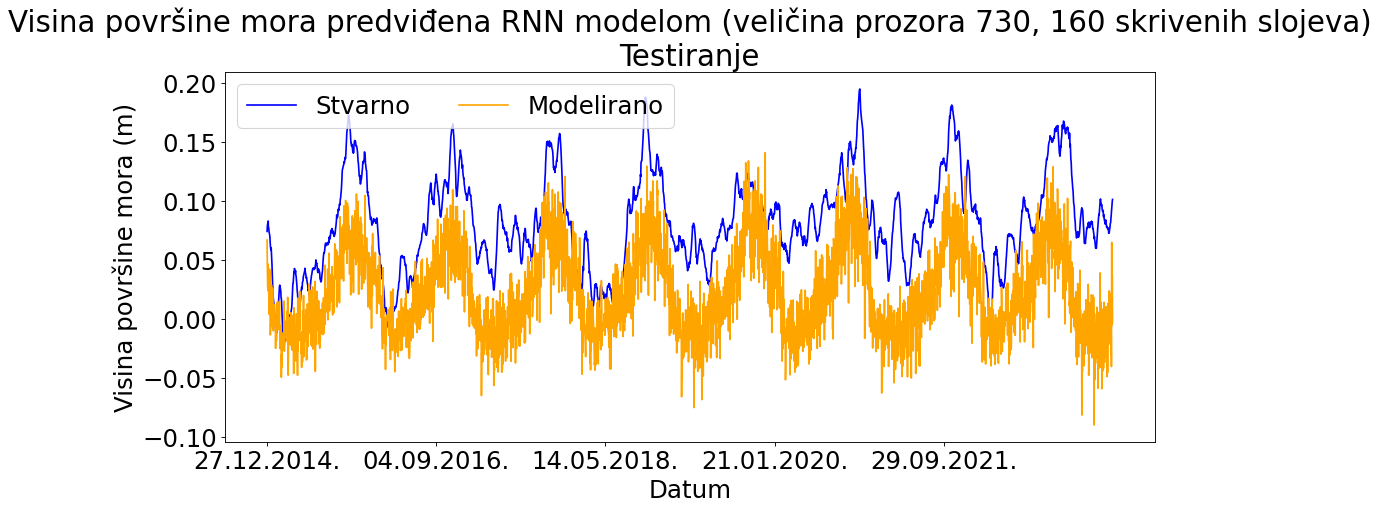 Visina površine mora predviđena RNN modelom (veličina prozora 730, 160 skrivenih slojeva)
Testiranje
Stvarno
Modelirano
Visina površine mora (m)
0.20
0.15
0.10
0.05
0.00
−0.05
−0.10
27.12.2014.
04.09.2016.
14.05.2018.
21.01.2020.
29.09.2021.
Datum